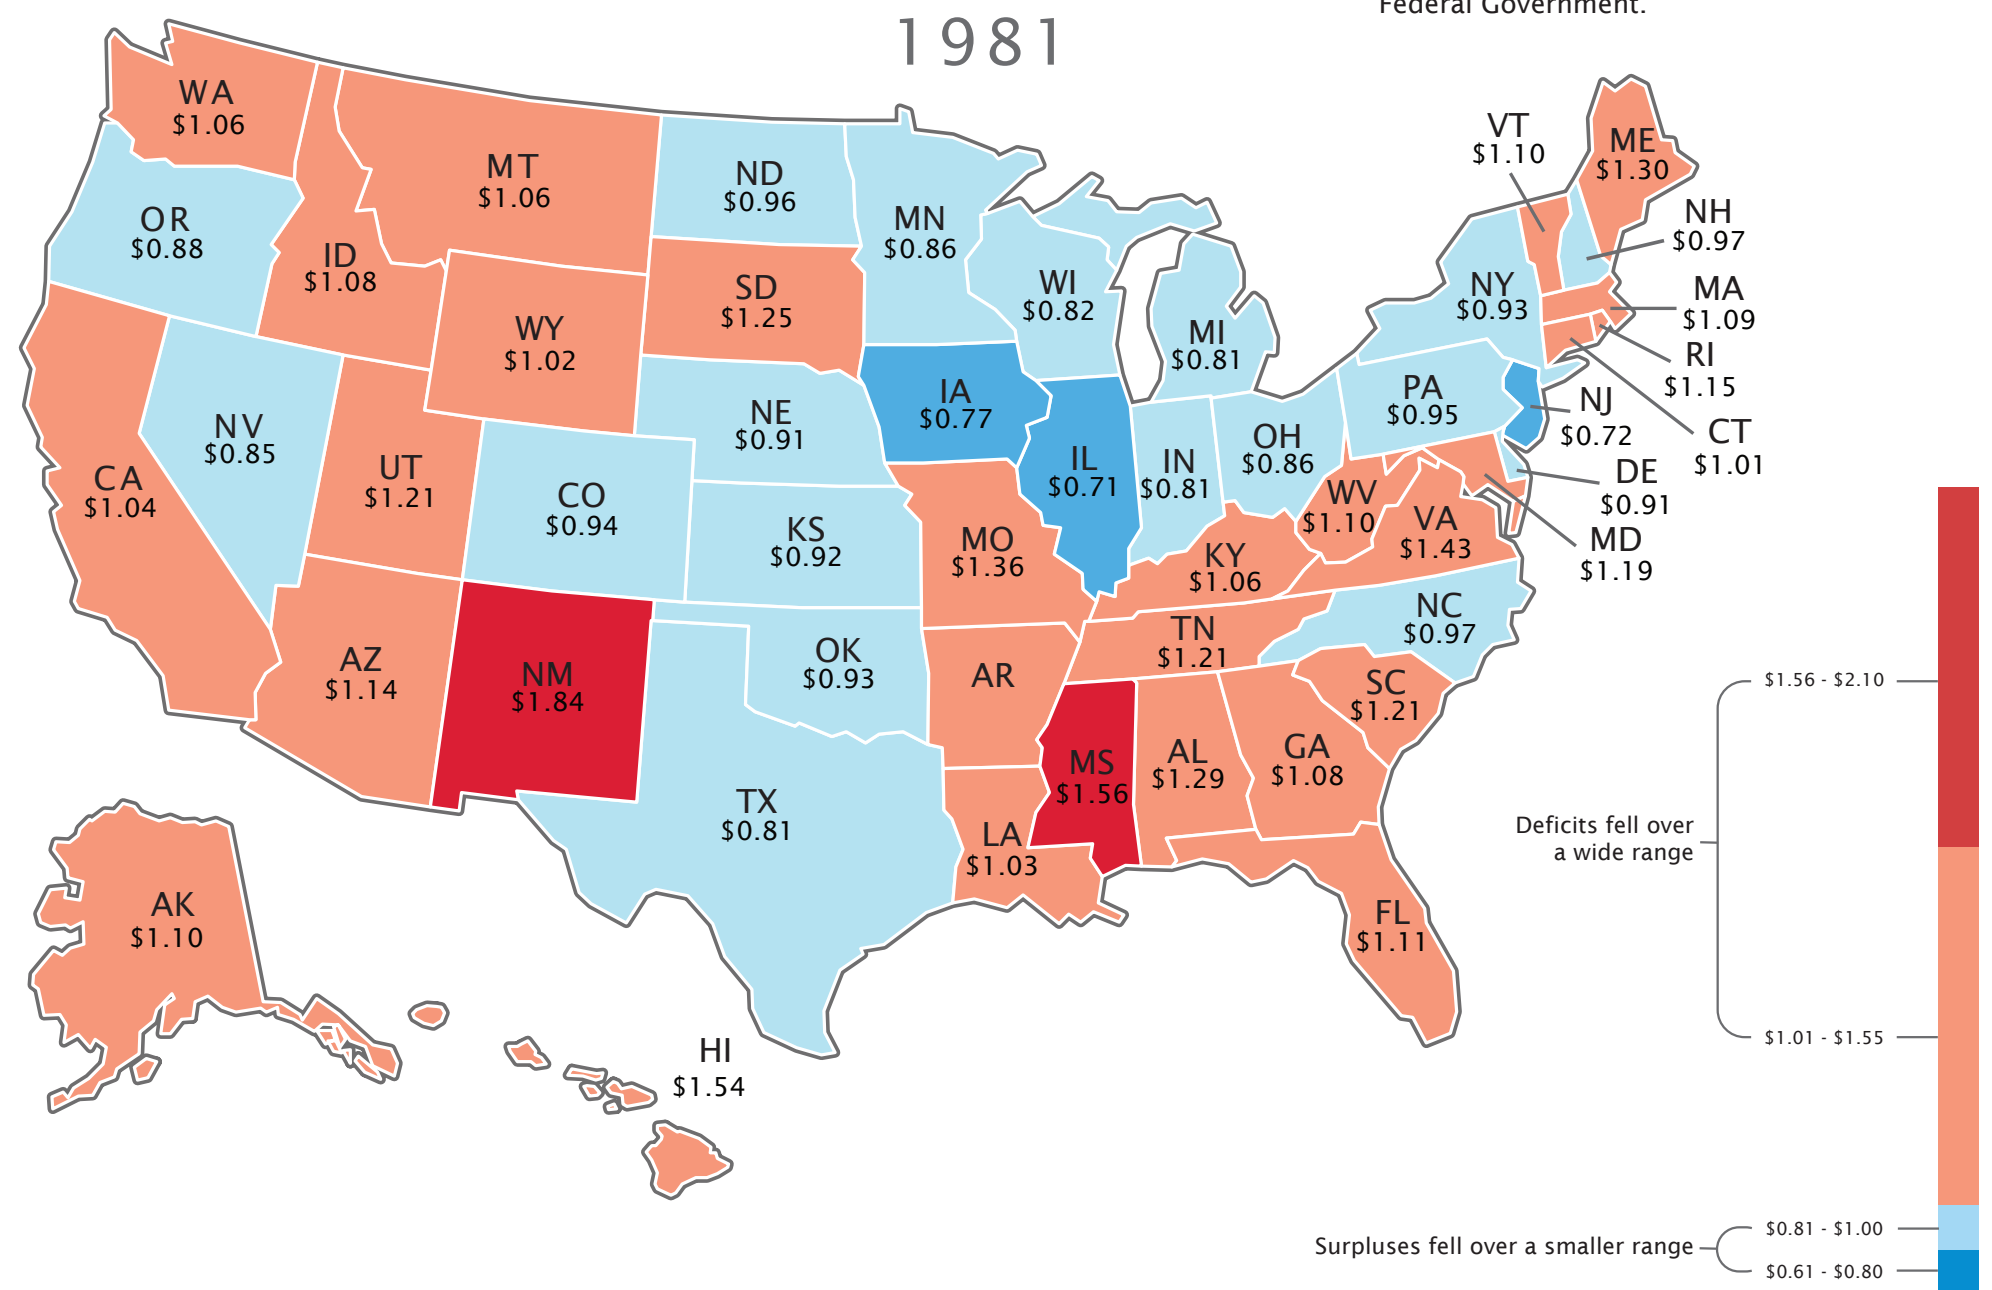 Federal Government.
1981
WA
$1.06
OR
$0.88
CA
$1.04
NV
$0.85
ID
$1.08
MT
$1.06
WY
$1.02
UT
$1.21
AZ
$1.14
CO
$0.94
NM
$1.84
ND
$0.96
SD
$1.25
NE
$0.91
KS
$0.92
OK
$0.93
TX
$0.81
MN
$0.86
IA
$0.77
MO
$1.36
AR
LA
$1.03
WI
$0.82
IL
$0.71
MI
$0.81
IN
$0.81
OH
$0.86
KY
$1.06
TN
$1.21
MS
$1.56
AL
$1.29
GA
$1.08
FL
$1.11
SC
$1.21
NC
$0.97
VA
$1.43
WV
$1.10
PA
$0.95
NY
$0.93
VT
$1.10
ME
$1.30
NH
$0.97
MA
$1.09
RI
$1.15
CT
$1.01
NJ
$0.72
DE
$0.91
MD
$1.19
AK
$1.10
HI
$1.54
$1.56 - $2.10
Deficits fell over
a wide range
$1.01 - $1.55
$0.81 - $1.00
Surpluses fell over a smaller range
$0.61 - $0.80